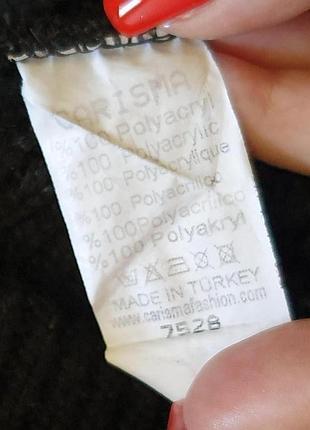 CARISMA
%100 Polyacryl
%100 Polyacrylic
%100 Polyacrylique
%100 Polyacrilico
%100 Polyacrilico
%100 Polyakryl
MADE IN TURKEY
www.carismafashion.com
7528